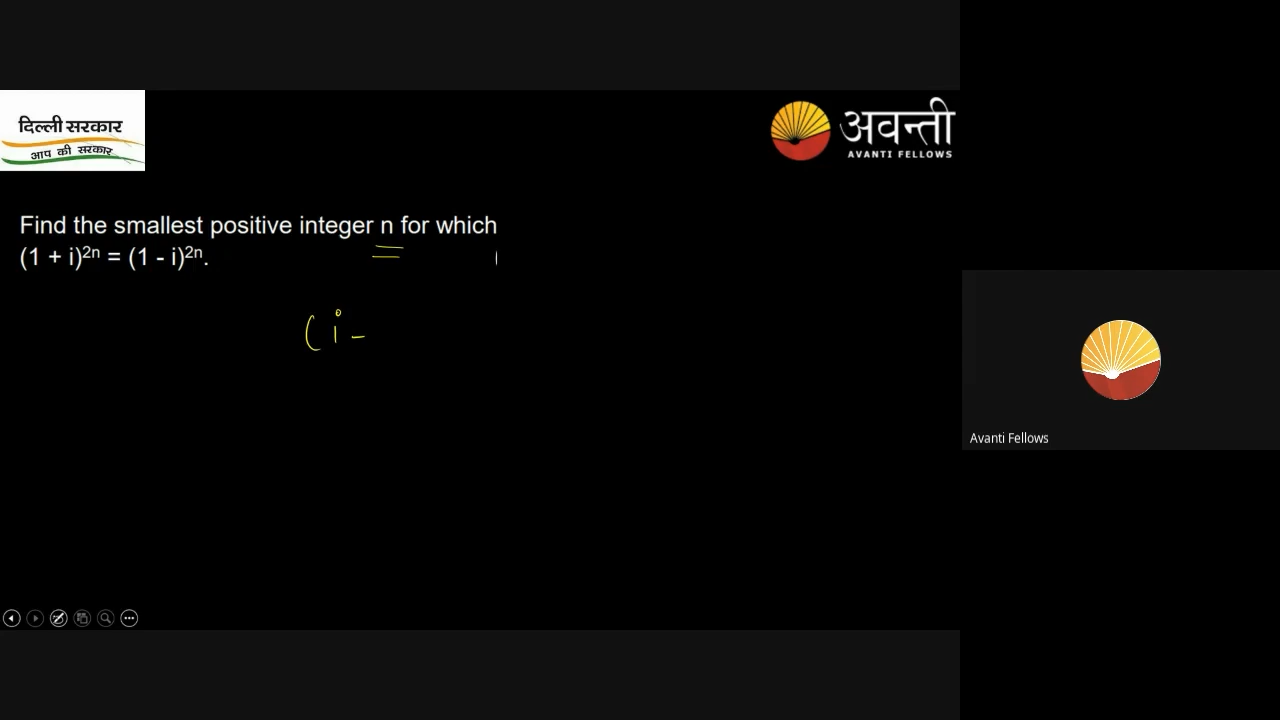 दिल्ली सरकार
आप की सरकार
अवन्ती
AVANTI FELLOWS
Find the smallest positive integer n for which
(1 + i)²ⁿ = (1 - i)²ⁿ.
( i -
Avanti Fellows